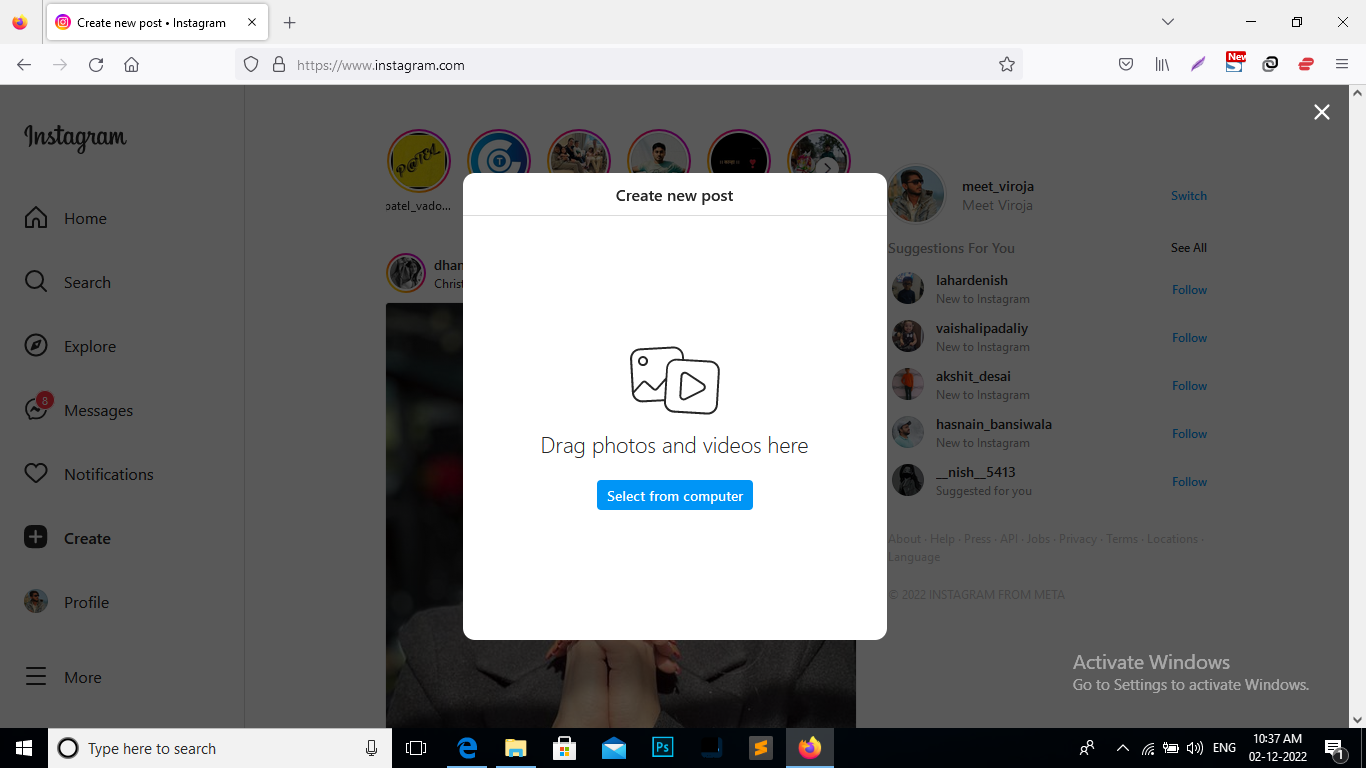 Create new post • Instagram
https://www.instagram.com
New
Instagram
Home
Search
Explore
8
Messages
Notifications
Create
Profile
More
P@TEL
T
patel_vado...
dhan
Christ
Create new post
Drag photos and videos here
Select from computer
meet_viroja
Meet Viroja
Switch
Suggestions For You
See All
lahardenish
New to Instagram
Follow
vaishalipadaliy
New to Instagram
Follow
akshit_desai
New to Instagram
Follow
hasnain_bansiwala
New to Instagram
Follow
__nish__5413
Suggested for you
Follow
About · Help · Press · API · Jobs · Privacy · Terms · Locations ·
Language
© 2022 INSTAGRAM FROM META
Activate Windows
Go to Settings to activate Windows.
Type here to search
Ps
ENG
10:37 AM
02-12-2022
1